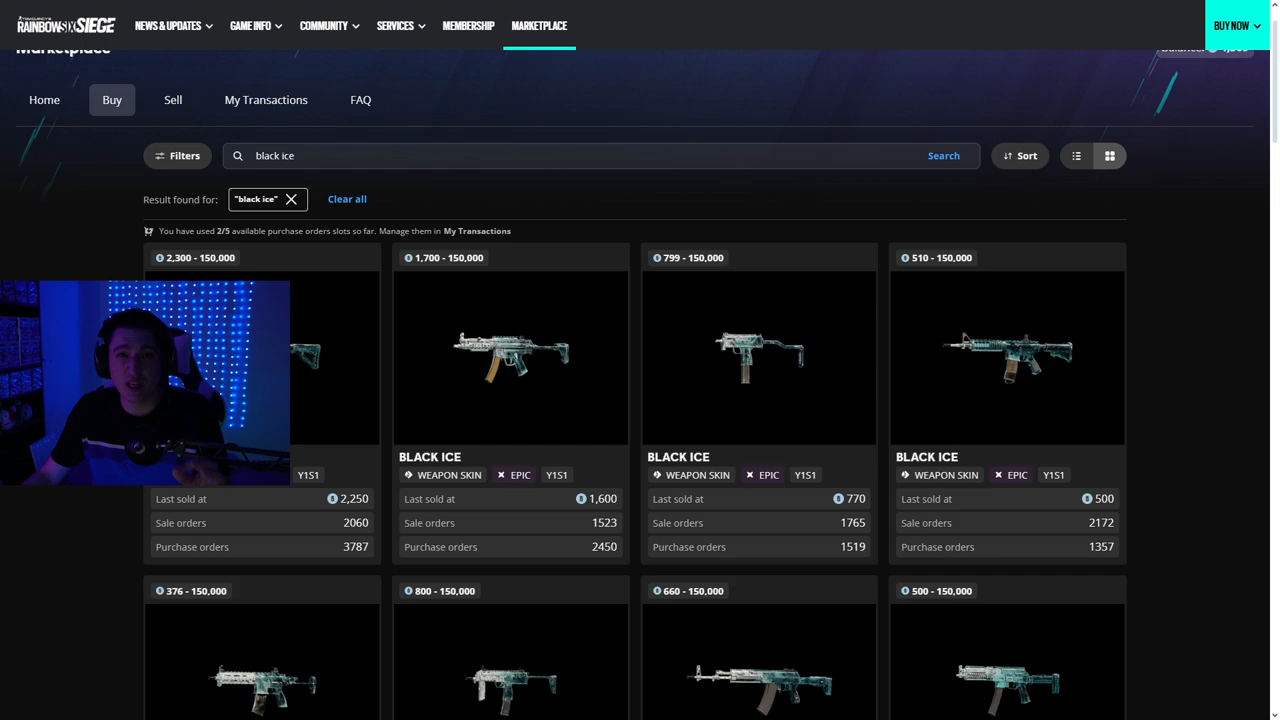 RAINBOWSIX SIEGE
NEWS & UPDATES
GAME INFO
COMMUNITY
SERVICES
MEMBERSHIP
MARKETPLACE
BUY NOW
Marketplace
Home
Buy
Sell
My Transactions
FAQ
Filters
black ice
Search
Sort
Result found for:
"black ice"
Clear all
You have used 2/5 available purchase orders slots so far. Manage them in My Transactions
2,300 - 150,000
1,700 - 150,000
799 - 150,000
510 - 150,000
BLACK ICE
BLACK ICE
BLACK ICE
Y1S1
WEAPON SKIN EPIC Y1S1
WEAPON SKIN EPIC Y1S1
WEAPON SKIN EPIC Y1S1
Last sold at 2,250
Last sold at 1,600
Last sold at 770
Last sold at 500
Sale orders 2060
Sale orders 1523
Sale orders 1765
Sale orders 2172
Purchase orders 3787
Purchase orders 2450
Purchase orders 1519
Purchase orders 1357
376 - 150,000
800 - 150,000
660 - 150,000
500 - 150,000